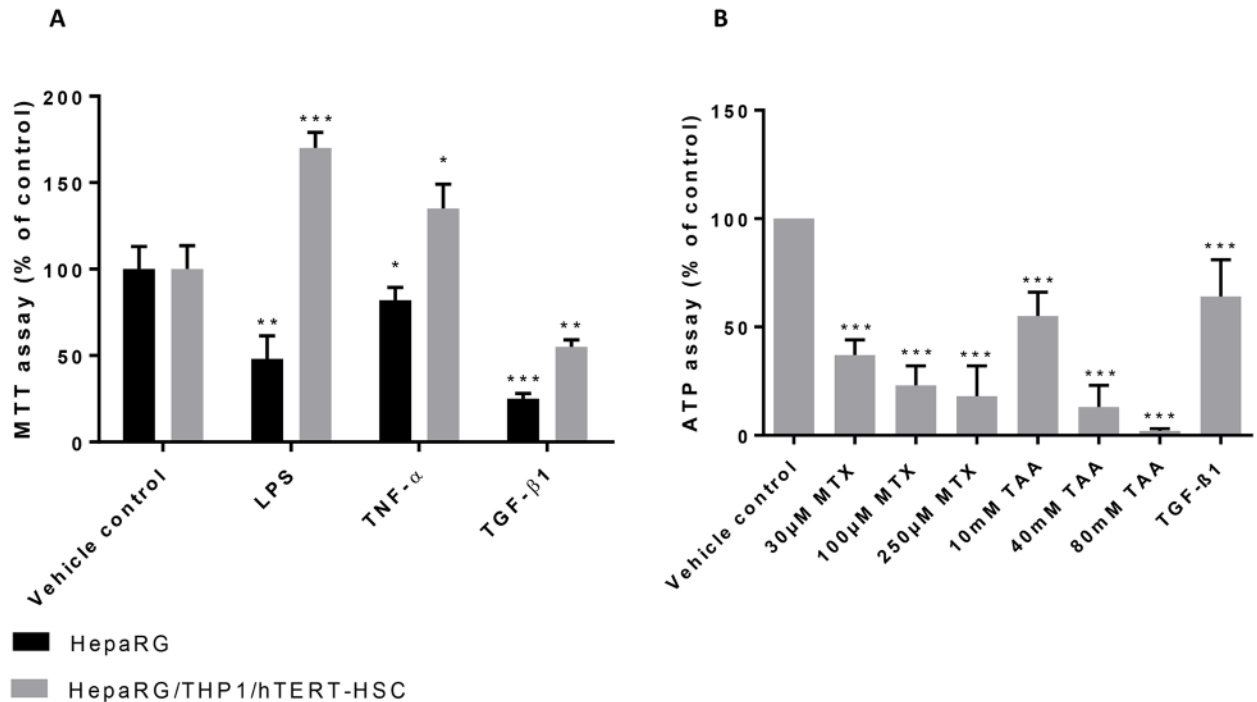 A
MTT assay (% of control)
200
150
100
50
0
***
*
**
*
***
**
Vehicle control
LPS
TNF-α
TGF-β1
HepaRG
HepaRG/THP1/hTERT-HSC
B
ATP assay (% of control)
150
100
50
0
***
***
***
***
***
***
***
Vehicle control
30µM MTX
100µM MTX
250µM MTX
10mM TAA
40mM TAA
80mM TAA
TGF-ß1